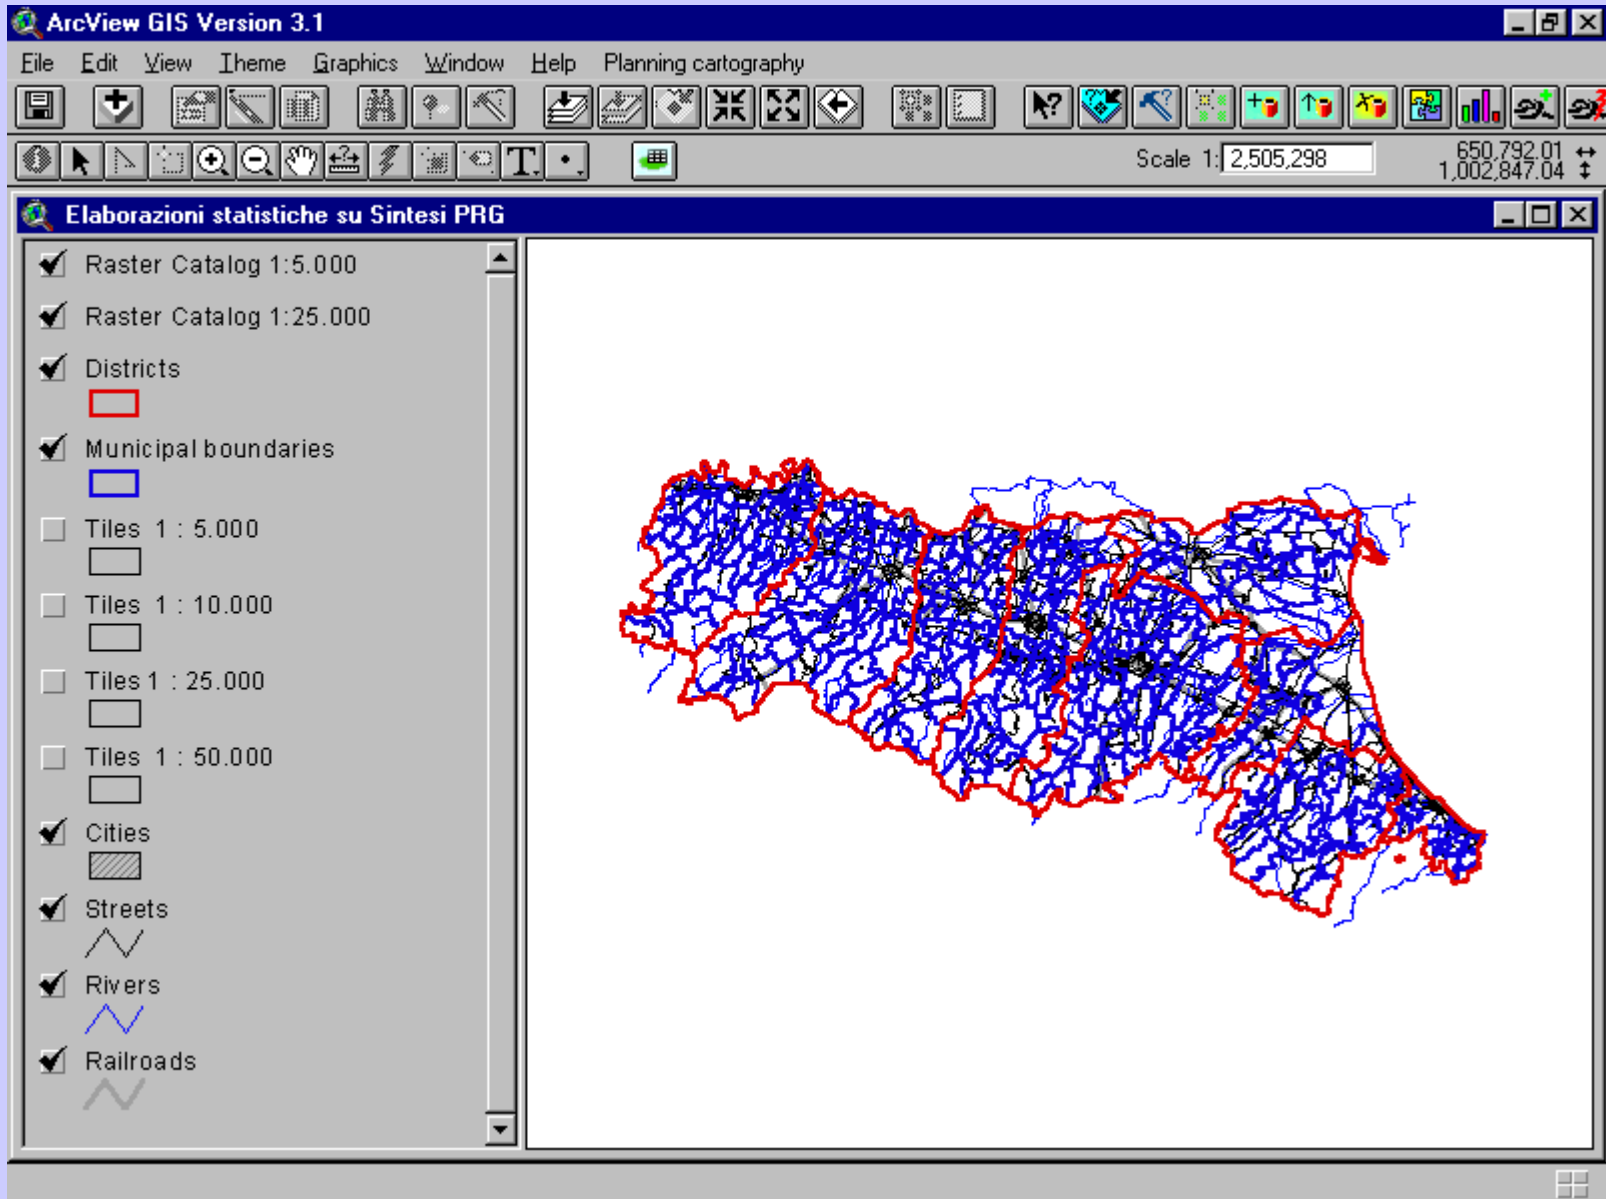 ArcView GIS Version 3.1
File Edit View Theme Graphics Window Help Planning cartography
Scale 1: 2,505,298
650,792.01
1,002,847.04
Elaborazioni statistiche su Sintesi PRG
Raster Catalog 1:5.000
Raster Catalog 1:25.000
Districts
Municipal boundaries
Tiles 1 : 5.000
Tiles 1 : 10.000
Tiles 1 : 25.000
Tiles 1 : 50.000
Cities
Streets
Rivers
Railroads